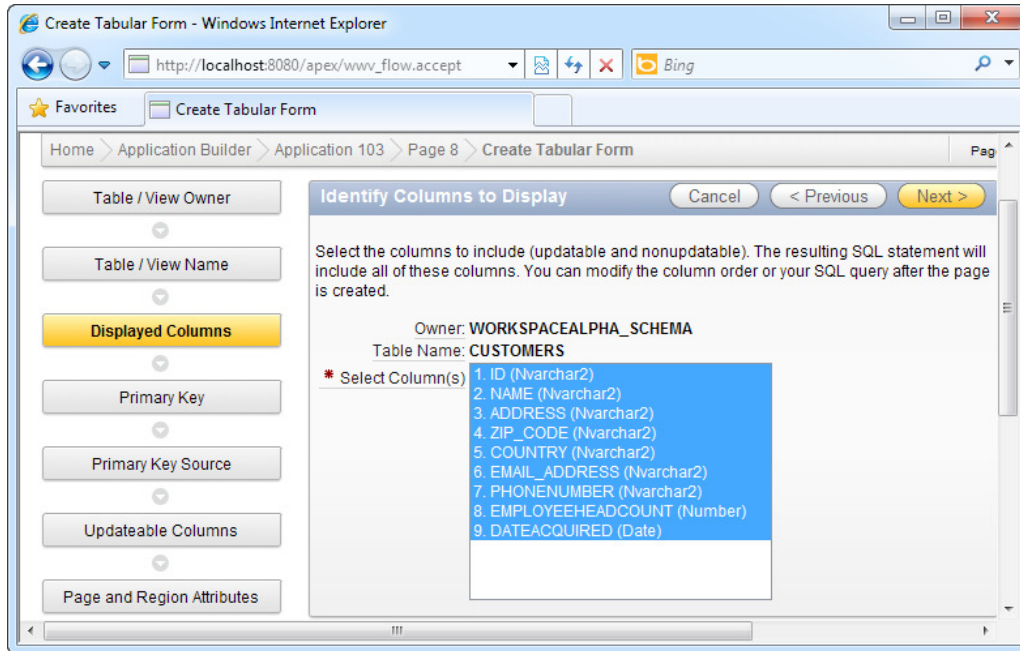 Create Tabular Form - Windows Internet Explorer
http://localhost:8080/apex/wwv_flow.accept
Bing
Favorites
Create Tabular Form
Home
Application Builder
Application 103
Page 8
Create Tabular Form
Pag
Table / View Owner
Table / View Name
Displayed Columns
Primary Key
Primary Key Source
Updateable Columns
Page and Region Attributes
Identify Columns to Display
Cancel
< Previous
Next >
Select the columns to include (updatable and nonupdatable). The resulting SQL statement will
include all of these columns. You can modify the column order or your SQL query after the page
is created.
Owner: WORKSPACEALPHA_SCHEMA
Table Name: CUSTOMERS
* Select Column(s)
1. ID (Nvarchar2)
2. NAME (Nvarchar2)
3. ADDRESS (Nvarchar2)
4. ZIP_CODE (Nvarchar2)
5. COUNTRY (Nvarchar2)
6. EMAIL_ADDRESS (Nvarchar2)
7. PHONENUMBER (Nvarchar2)
8. EMPLOYEEHEADCOUNT (Number)
9. DATEACQUIRED (Date)